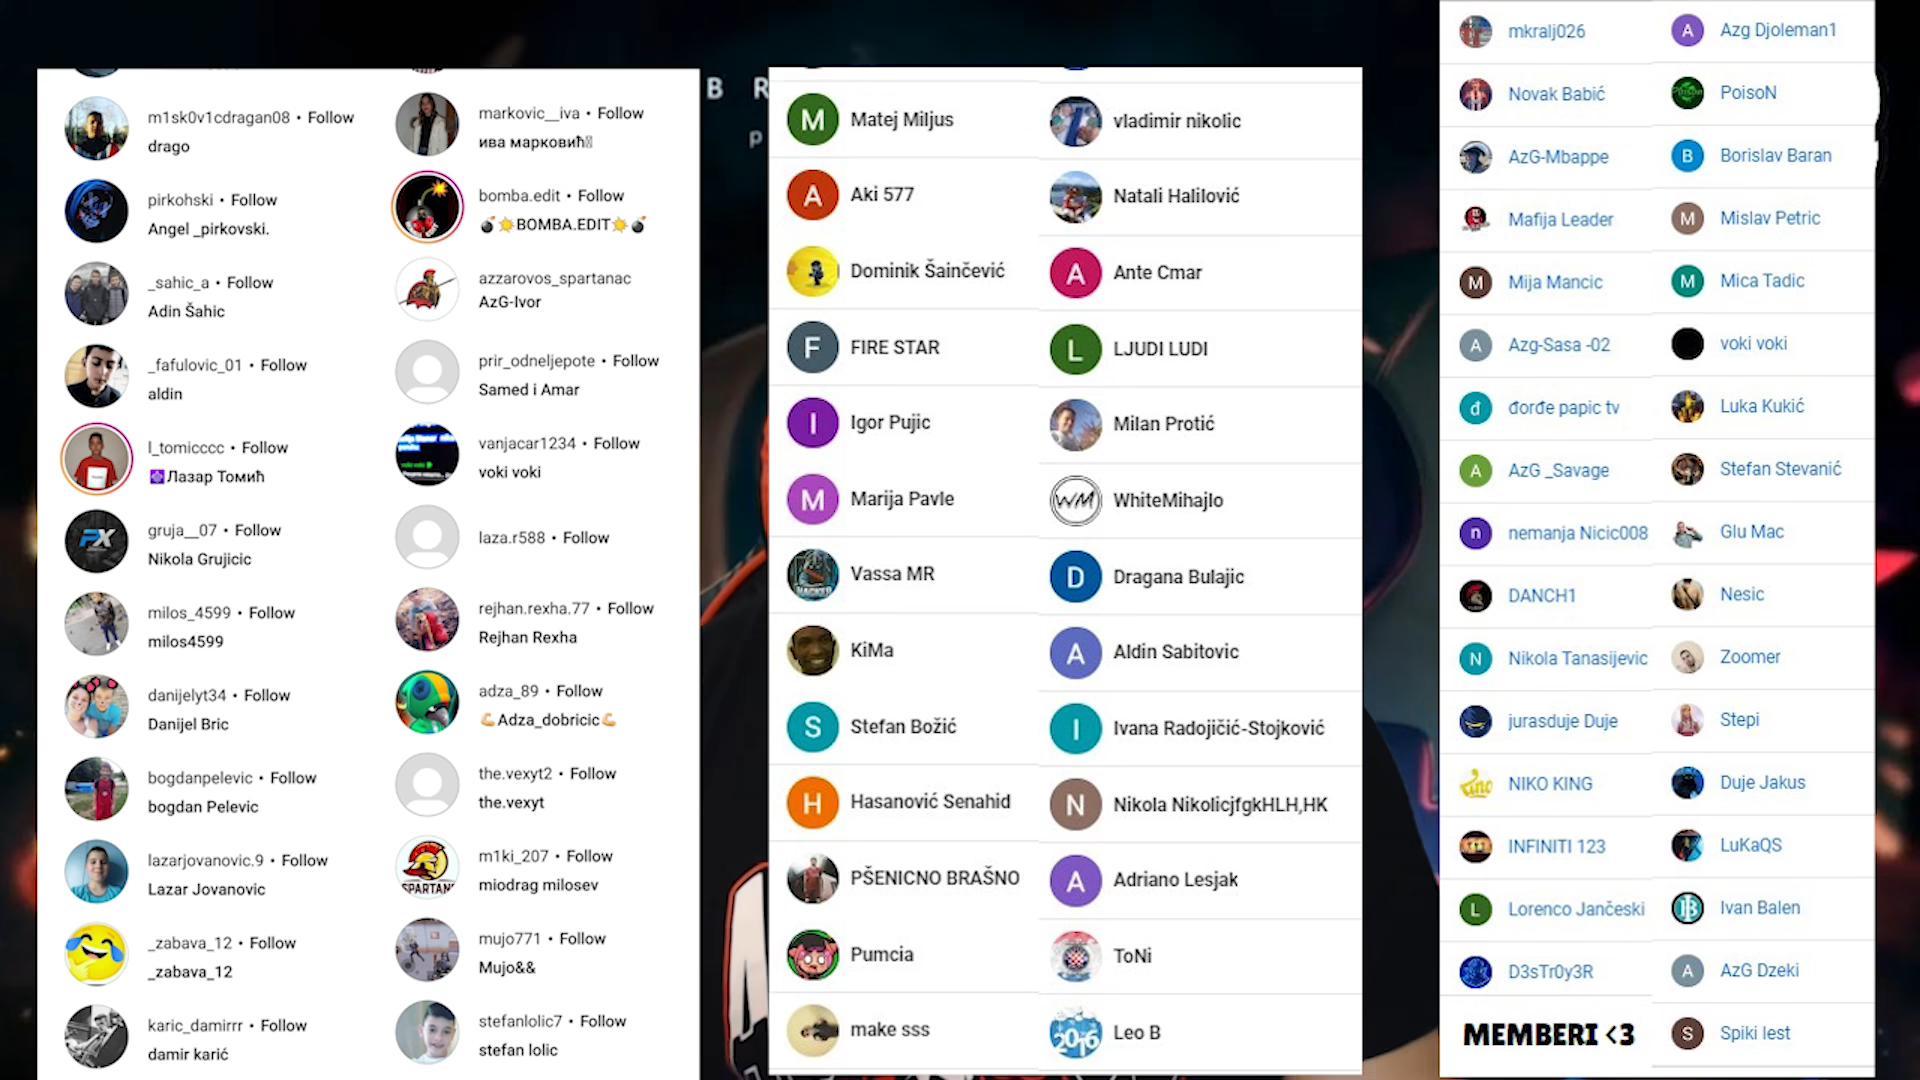 m1sk0v1cdragan08 • Follow
drago
pirkohski • Follow
Angel _pirkovski.
_sahic_a • Follow
Adin Šahic
_fafulovic_01 • Follow
aldin
l_tomicccc • Follow
Лазар Томић
gruja__07 • Follow
Nikola Grujicic
milos_4599 • Follow
milos4599
danijelyt34 • Follow
Danijel Bric
bogdanpelevic • Follow
bogdan Pelevic
lazarjovanovic.9 • Follow
Lazar Jovanovic
_zabava_12 • Follow
_zabava_12
karic_damirrr • Follow
damir karić
markovic__iva • Follow
ива марковић
bomba.edit • Follow
💣💥BOMBA.EDIT💥💣
azzarovos_spartanac
AzG-Ivor
prir_odneljepote • Follow
Samed i Amar
vanjacar1234 • Follow
voki voki
laza.r588 • Follow
rejhan.rexha.77 • Follow
Rejhan Rexha
adza_89 • Follow
💪Adza_dobricic💪
the.vexyt2 • Follow
the.vexyt
m1ki_207 • Follow
miodrag milosev
SPARTAN
mujo771 • Follow
Mujo&&
stefanlolic7 • Follow
stefan lolic
B R
p
M Matej Miljus
A Aki 577
Dominik Šainčević
F FIRE STAR
I Igor Pujic
M Marija Pavle
Vassa MR
HACKER
KiMa
S Stefan Božić
H Hasanović Senahid
PŠENICNO BRAŠNO
Pumcia
make sss
vladimir nikolic
Natali Halilović
A Ante Cmar
L LJUDI LUDI
Milan Protić
WM WhiteMihajlo
D Dragana Bulajic
A Aldin Sabitovic
I Ivana Radojičić-Stojković
N Nikola NikolicjfgkHLH,HK
A Adriano Lesjak
ToNi
2016 Leo B
mkralj026
Novak Babić
AzG-Mbappe
Mafija Leader
M Mija Mancic
A Azg-Sasa -02
đ đorđe papic tv
A AzG _Savage
n nemanja Nicic008
DANCH1
N Nikola Tanasijevic
jurasduje Duje
NIKO KING
INFINITI 123
L Lorenco Jančeski
D3sTr0y3R
MEMBERI <3
A Azg Djoleman1
PoisoN
B Borislav Baran
M Mislav Petric
M Mica Tadic
voki voki
Luka Kukić
Stefan Stevanić
Glu Mac
Nesic
Zoomer
Stepi
Duje Jakus
LuKaQS
Ivan Balen
A AzG Dzeki
S Spiki lest